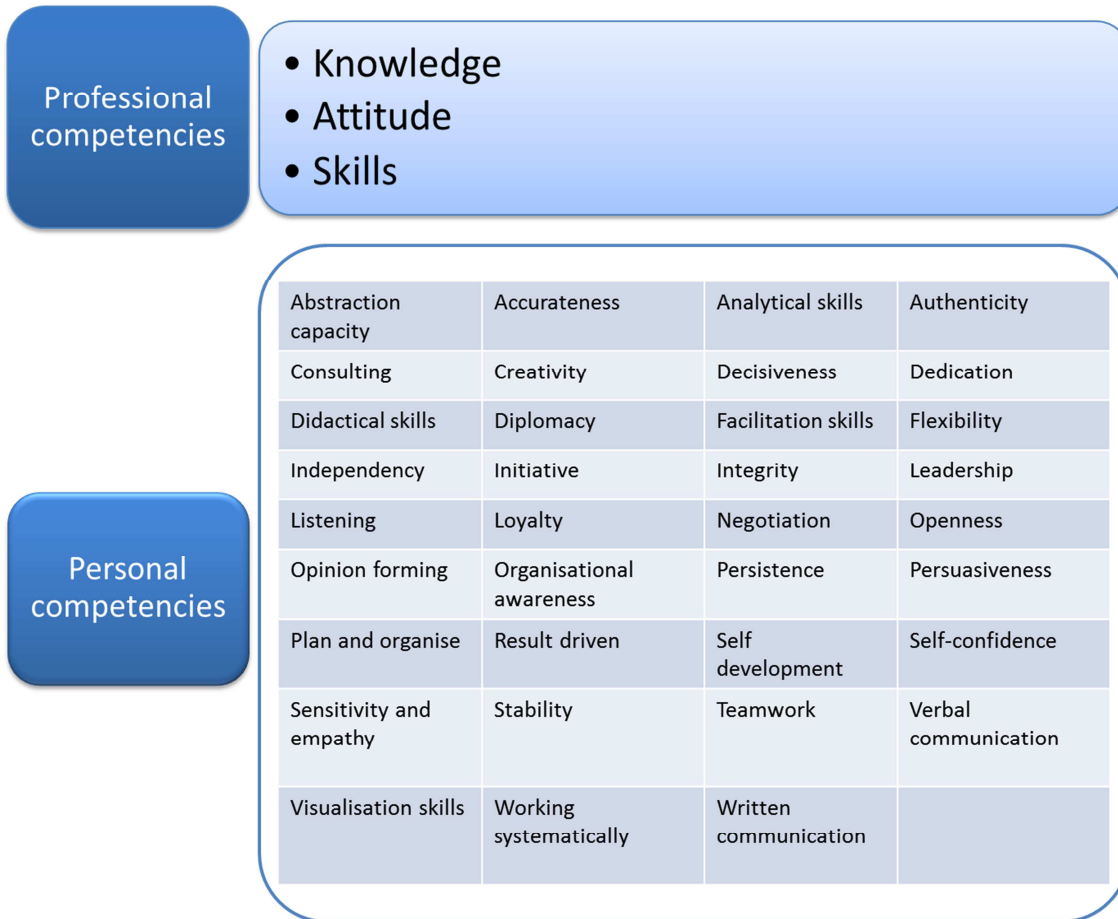 Professional
competencies
• Knowledge
• Attitude
• Skills
Personal
competencies
Abstraction
capacity
Accurateness
Analytical skills
Authenticity
Consulting
Creativity
Decisiveness
Dedication
Didactical skills
Diplomacy
Facilitation skills
Flexibility
Independency
Initiative
Integrity
Leadership
Listening
Loyalty
Negotiation
Openness
Opinion forming
Organisational
awareness
Persistence
Persuasiveness
Plan and organise
Result driven
Self
development
Self-confidence
Sensitivity and
empathy
Stability
Teamwork
Verbal
communication
Visualisation skills
Working
systematically
Written
communication